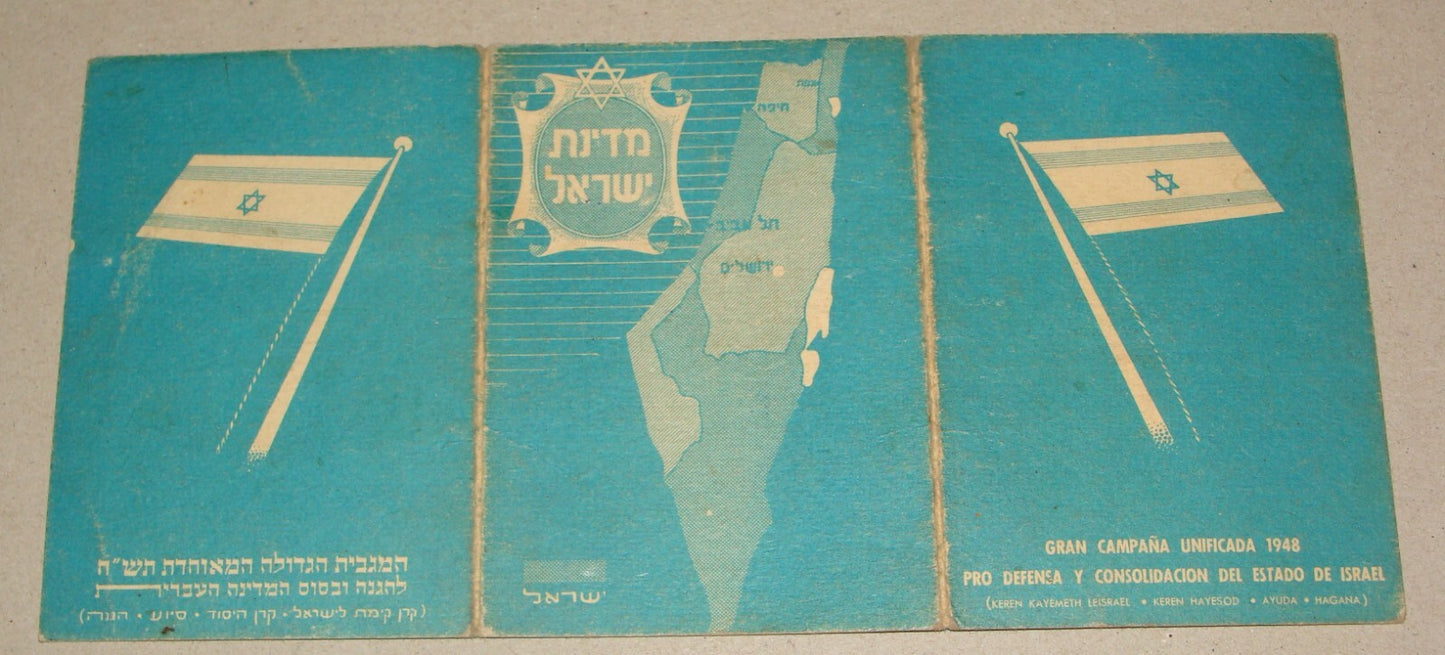 המגבית הגדולה המאוחדת תש״ח
להגנה ובסוס המדינה העברית
(קרן קימת לישראל • קרן היסוד • סיוע • הגנה)
מדינת
ישראל
צפת
חיפה
תל אביב
ירושלים
ישראל
GRAN CAMPAÑA UNIFICADA 1948
PRO DEFENSA Y CONSOLIDACION DEL ESTADO DE ISRAEL
(KEREN KAYEMETH LEISRAEL • KEREN HAYESOD • AYUDA • HAGANA)